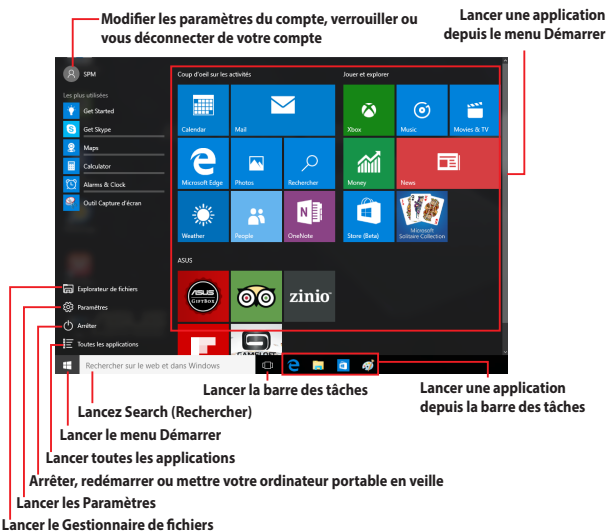 Modifier les paramètres du compte, verrouiller ou
vous déconnecter de votre compte
Lancer une application
depuis le menu Démarrer
SPM
Les plus utilisées
Get Started
Get Skype
Maps
Calculator
Alarms & Clock
Outil Capture d'écran
Coup d'oeil sur les activités
Jouer et explorer
Calendar
Mail
Xbox
Music
Movies & TV
Microsoft Edge
Photos
Rechercher
Money
News
Weather
People
OneNote
Store (Beta)
Microsoft
Solitaire Collection
ASUS
/ISUS
GIFTBOX
zinio
GAMELOFT
Explorateur de fichiers
Paramètres
Arrêter
Toutes les applications
Rechercher sur le web et dans Windows
Lancer la barre des tâches
Lancer une application
depuis la barre des tâches
Lancez Search (Rechercher)
Lancer le menu Démarrer
Lancer toutes les applications
Arrêter, redémarrer ou mettre votre ordinateur portable en veille
Lancer les Paramètres
Lancer le Gestionnaire de fichiers